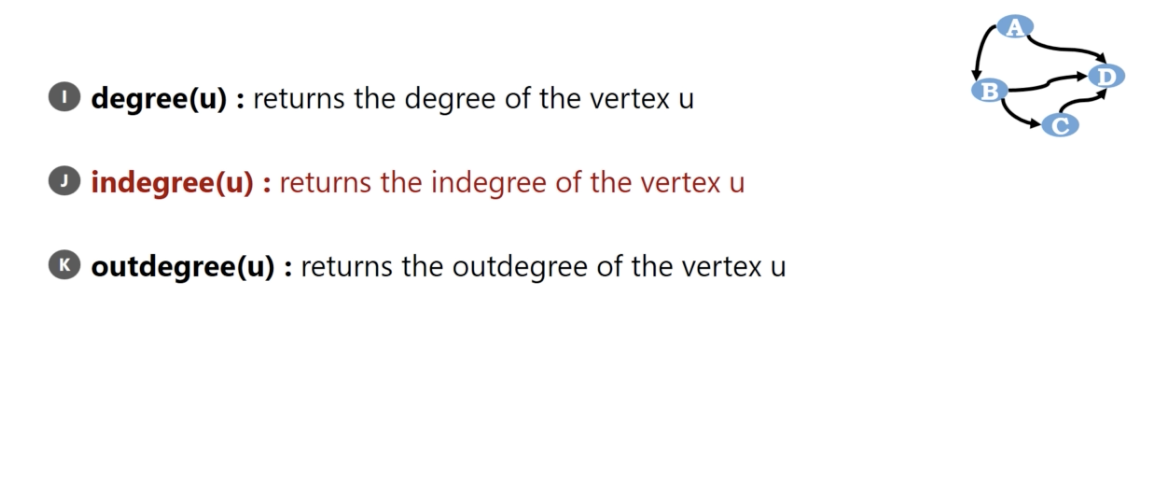 A
D
I degree(u) : returns the degree of the vertex u
B
C
J indegree(u) : returns the indegree of the vertex u
K outdegree(u) : returns the outdegree of the vertex u